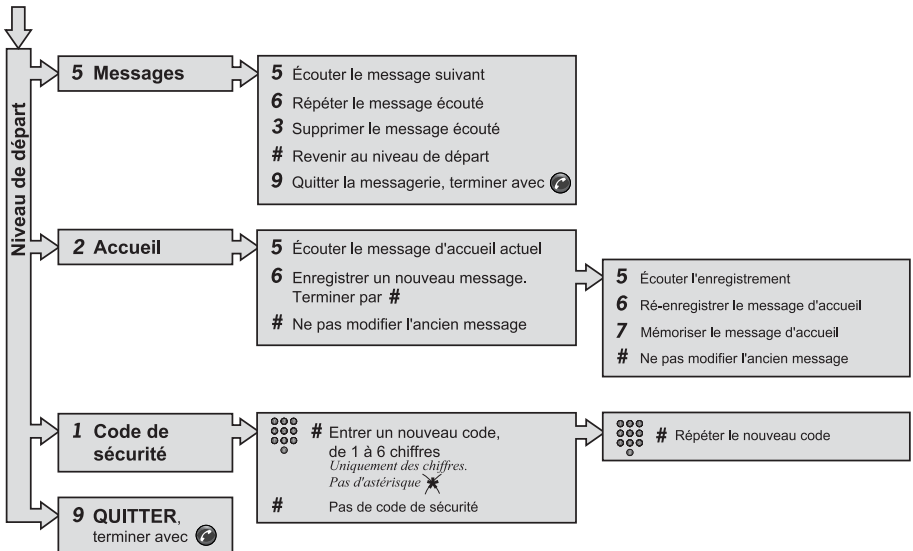 Niveau de départ
5 Messages
5 Écouter le message suivant
6 Répéter le message écouté
3 Supprimer le message écouté
# Revenir au niveau de départ
9 Quitter la messagerie, terminer avec
2 Accueil
5 Écouter le message d'accueil actuel
6 Enregistrer un nouveau message.
Terminer par #
# Ne pas modifier l'ancien message
5 Écouter l'enregistrement
6 Ré-enregistrer le message d'accueil
7 Mémoriser le message d'accueil
# Ne pas modifier l'ancien message
1 Code de
sécurité
# Entrer un nouveau code,
de 1 à 6 chiffres
Uniquement des chiffres.
Pas d'astérisque *
# Pas de code de sécurité
# Répéter le nouveau code
9 QUITTER,
terminer avec